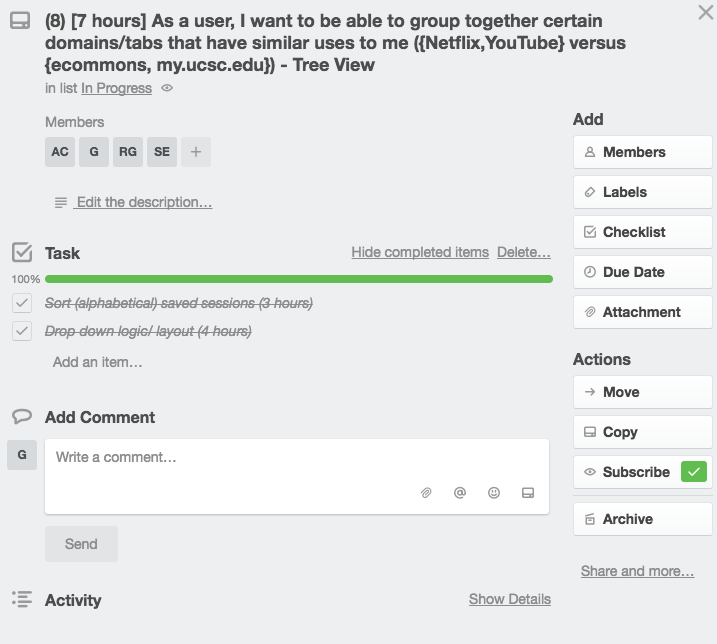 (8) [7 hours] As a user, I want to be able to group together certain
domains/tabs that have similar uses to me ({Netflix,YouTube} versus
{ecommons, my.ucsc.edu}) - Tree View
in list In Progress
Members
AC G RG SE +
Edit the description…
Task Hide completed items Delete…
100%
Sort (alphabetical) saved sessions (3 hours)
Drop down logic/ layout (4 hours)
Add an item…
Add Comment
G
Write a comment…
Send
Activity Show Details
Add
Members
Labels
Checklist
Due Date
Attachment
Actions
Move
Copy
Subscribe
Archive
Share and more…